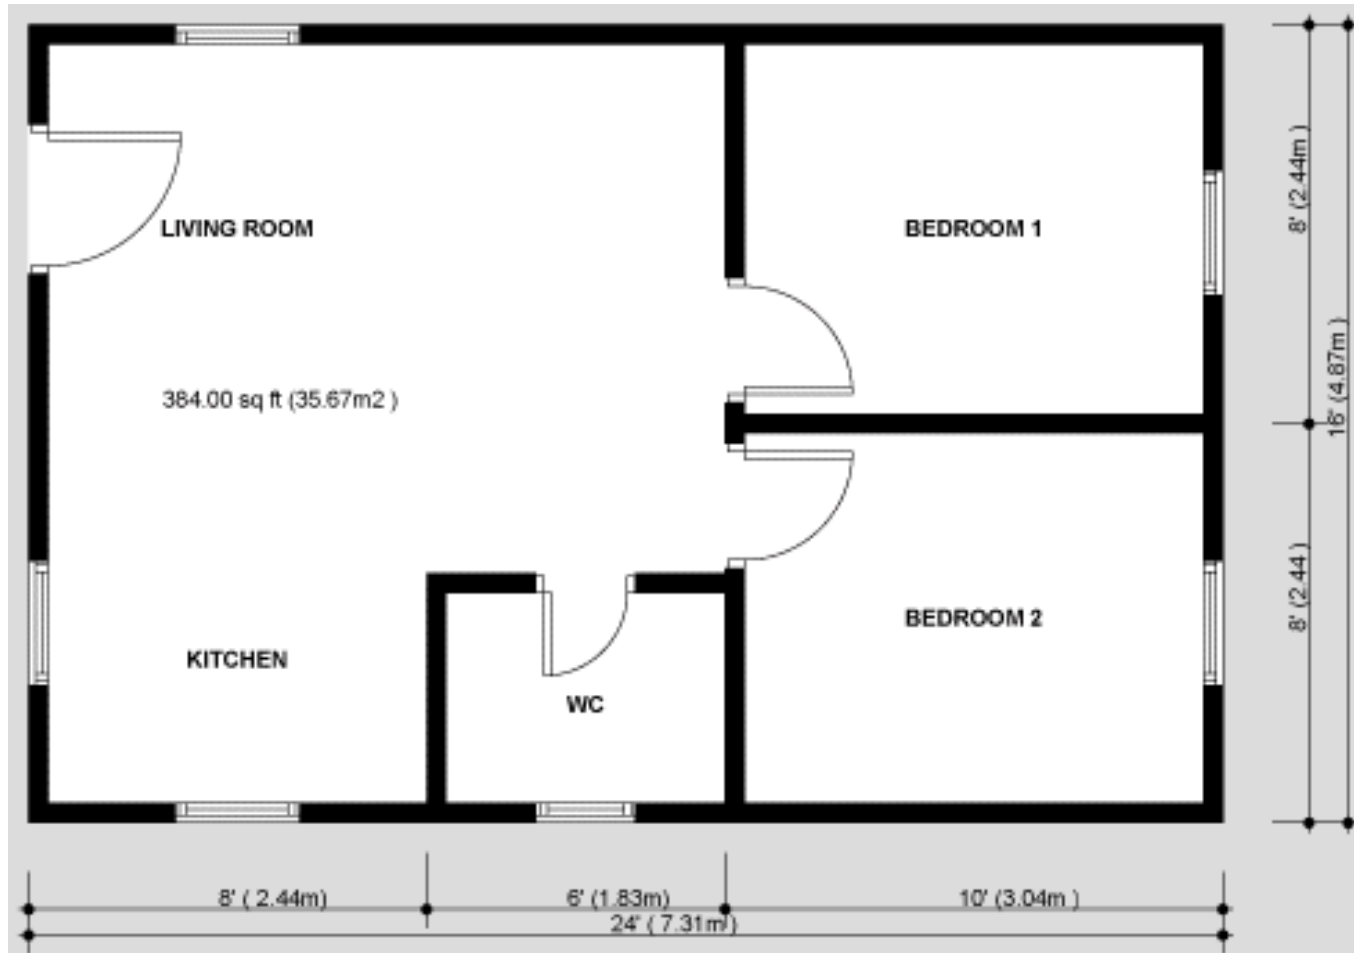 LIVING ROOM
BEDROOM 1
8' (2.44m )
384.00 sq ft (35.67m2 )
16' (4.87m )
KITCHEN
WC
BEDROOM 2
8' (2.44 )
8' ( 2.44m)
6' (1.83m)
10' (3.04m )
24' ( 7.31m )